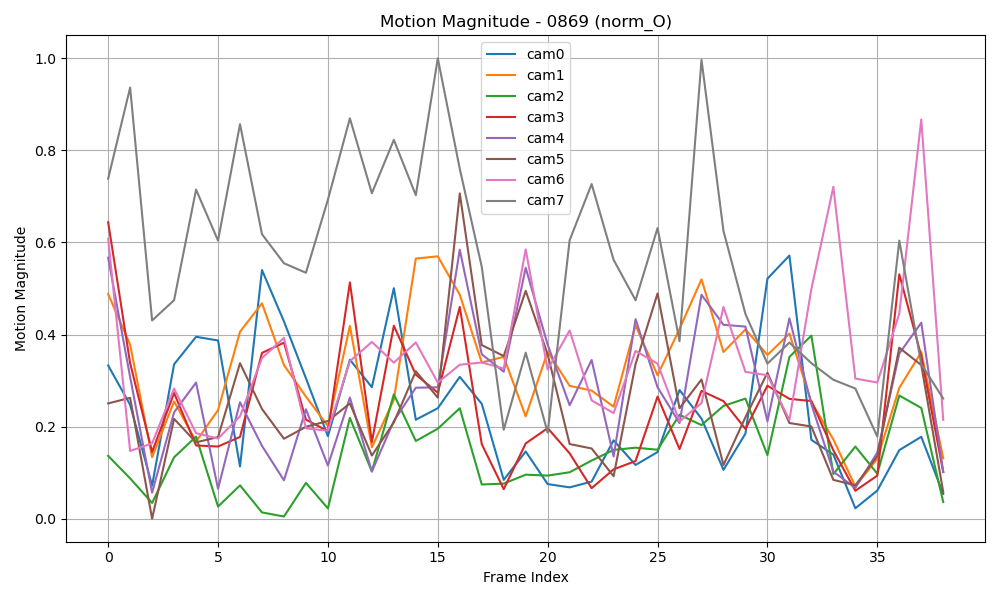 Motion Magnitude - 0869 (norm_O)
cam0
cam1
cam2
cam3
cam4
cam5
cam6
cam7
Motion Magnitude
1.0
0.8
0.6
0.4
0.2
0.0
0 5 10 15 20 25 30 35
Frame Index